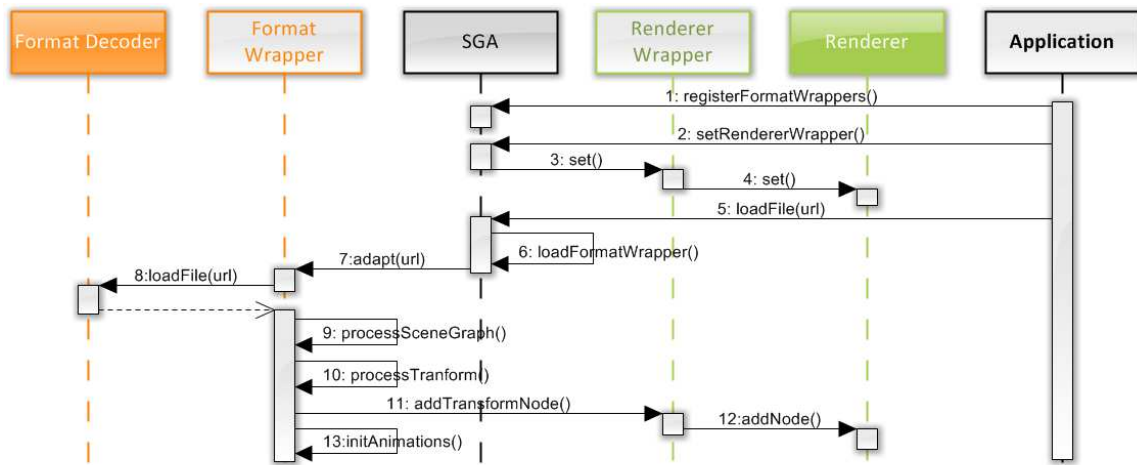 Format Decoder
Format
Wrapper
SGA
Renderer
Wrapper
Renderer
Application
1: registerFormatWrappers()
2: setRendererWrapper()
3: set()
4: set()
5: loadFile(url)
6: loadFormatWrapper()
7:adapt(url)
8:loadFile(url)
9: processSceneGraph()
10: processTranform()
11: addTransformNode()
12:addNode()
13:initAnimations()